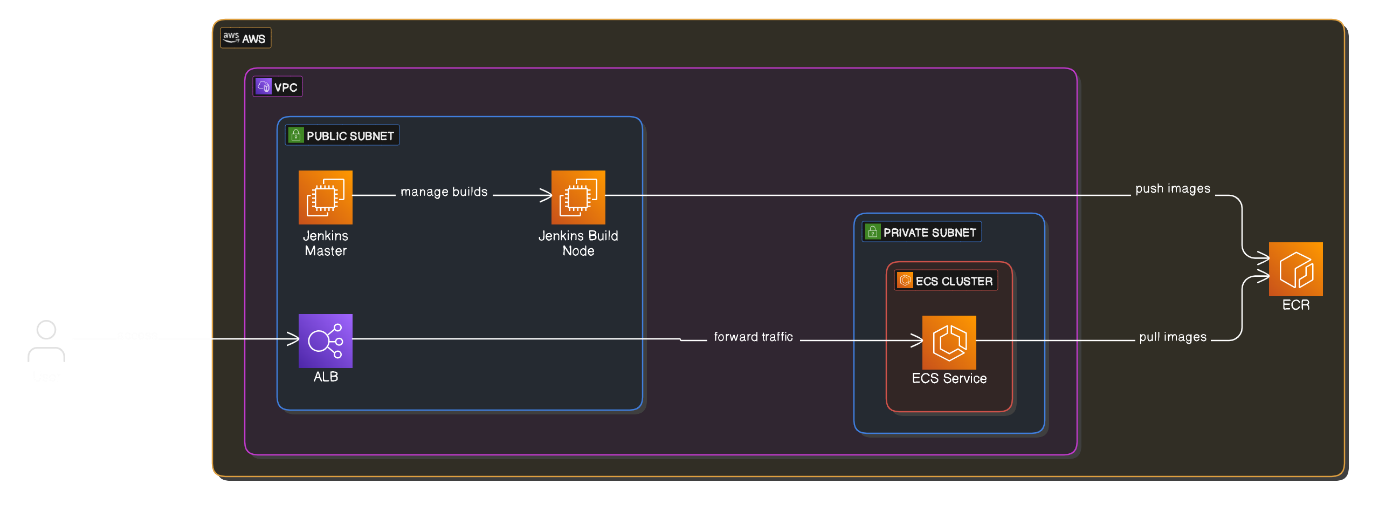 aws AWS
VPC
PUBLIC SUBNET
manage builds
push images
Jenkins
Master
Jenkins Build
Node
PRIVATE SUBNET
ECS CLUSTER
ECR
forward traffic
pull images
ALB
ECS Service